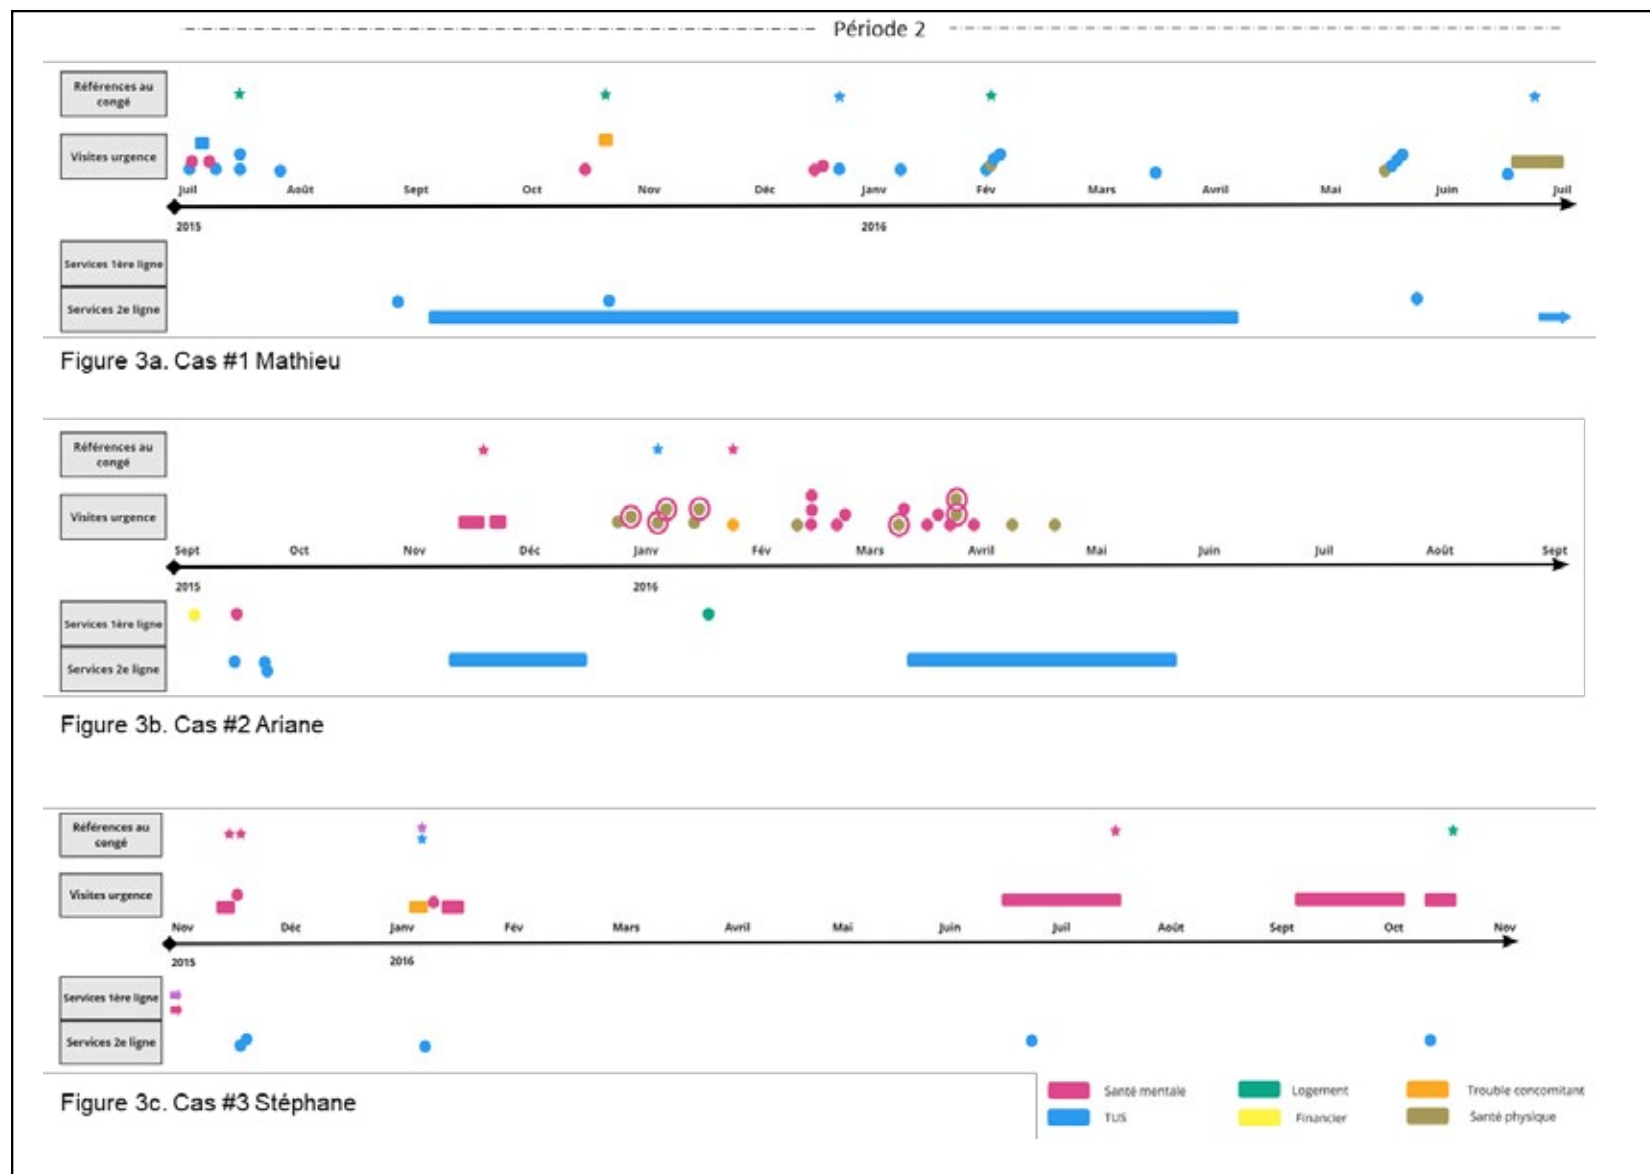 Période 2
Références au
congé
Visites urgence
Juil Août Sept Oct Nov Déc Janv Fév Mars Avril Mai Juin Juil
2015 2016
Services 1ère ligne
Services 2e ligne
Figure 3a. Cas #1 Mathieu
Références au
congé
Visites urgence
Sept Oct Nov Déc Janv Fév Mars Avril Mai Juin Juil Août Sept
2015 2016
Services 1ère ligne
Services 2e ligne
Figure 3b. Cas #2 Ariane
Références au
congé
Visites urgence
Nov Déc Janv Fév Mars Avril Mai Juin Juil Août Sept Oct Nov
2015 2016
Services 1ère ligne
Services 2e ligne
Figure 3c. Cas #3 Stéphane
Santé mentale Logement Trouble concomitant
TUS Financier Santé physique